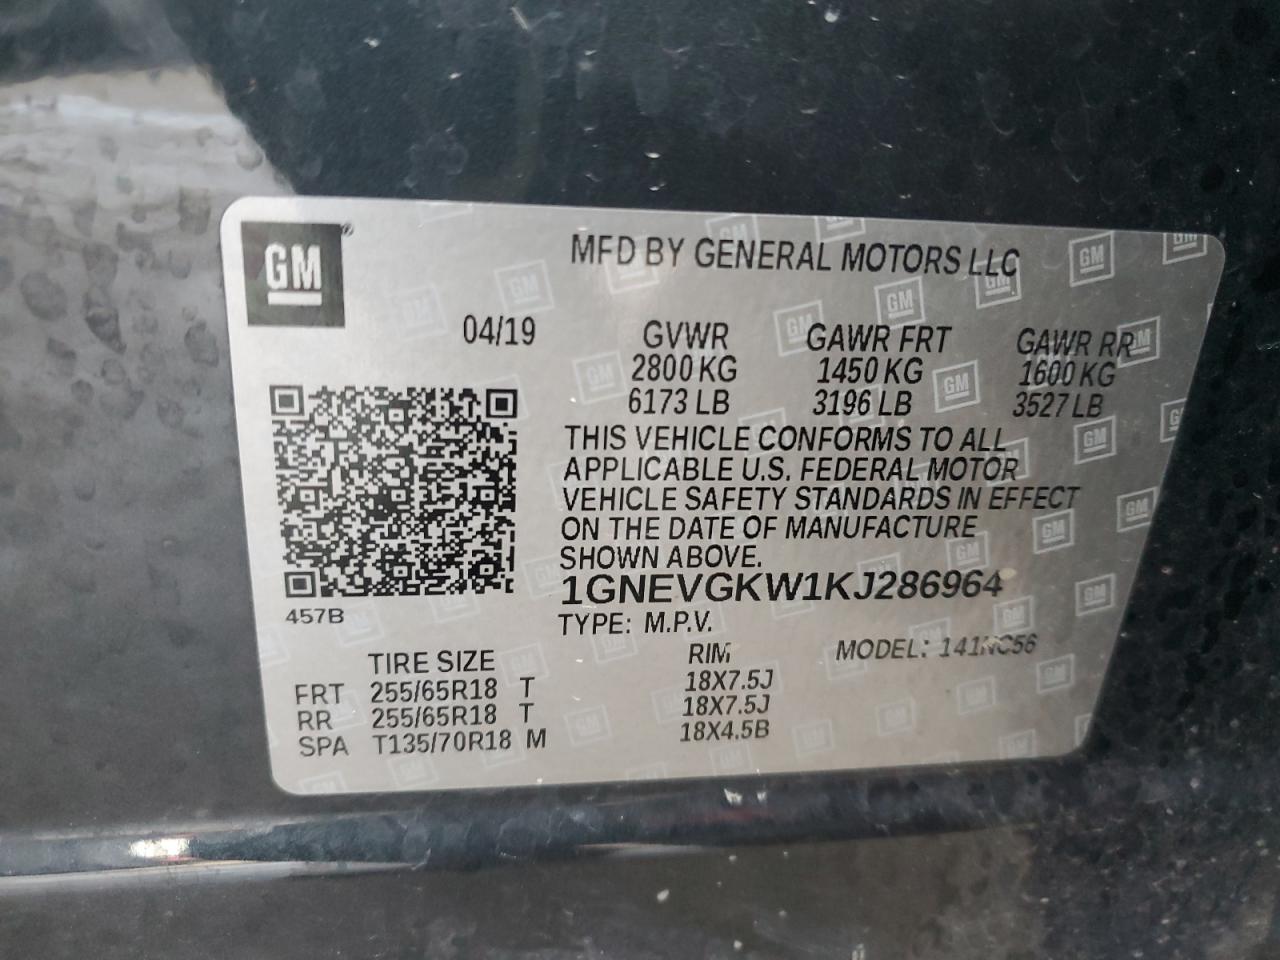 GM
MFD BY GENERAL MOTORS LLC
04/19 GVWR GAWR FRT GAWR RR
2800 KG 1450 KG 1600 KG
6173 LB 3196 LB 3527 LB
THIS VEHICLE CONFORMS TO ALL
APPLICABLE U.S. FEDERAL MOTOR
VEHICLE SAFETY STANDARDS IN EFFECT
ON THE DATE OF MANUFACTURE
SHOWN ABOVE.
1GNEVGKW1KJ286964
457B
TYPE: M.P.V. MODEL: 141NC56
TIRE SIZE RIM
FRT 255/65R18 T 18X7.5J
RR 255/65R18 T 18X7.5J
SPA T135/70R18 M 18X4.5B